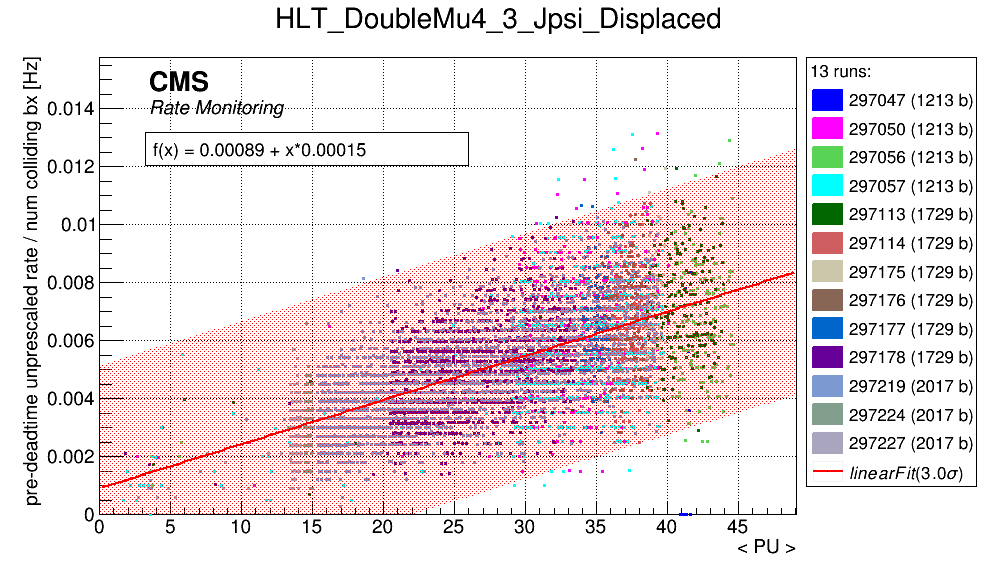 HLT_DoubleMu4_3_Jpsi_Displaced
pre-deadtime unprescaled rate / num colliding bx [Hz]
CMS
Rate Monitoring
f(x) = 0.00089 + x*0.00015
0.014
0.012
0.01
0.008
0.006
0.004
0.002
0
0 5 10 15 20 25 30 35 40 45
< PU >
13 runs:
297047 (1213 b)
297050 (1213 b)
297056 (1213 b)
297057 (1213 b)
297113 (1729 b)
297114 (1729 b)
297175 (1729 b)
297176 (1729 b)
297177 (1729 b)
297178 (1729 b)
297219 (2017 b)
297224 (2017 b)
297227 (2017 b)
linearFit(3.0σ)